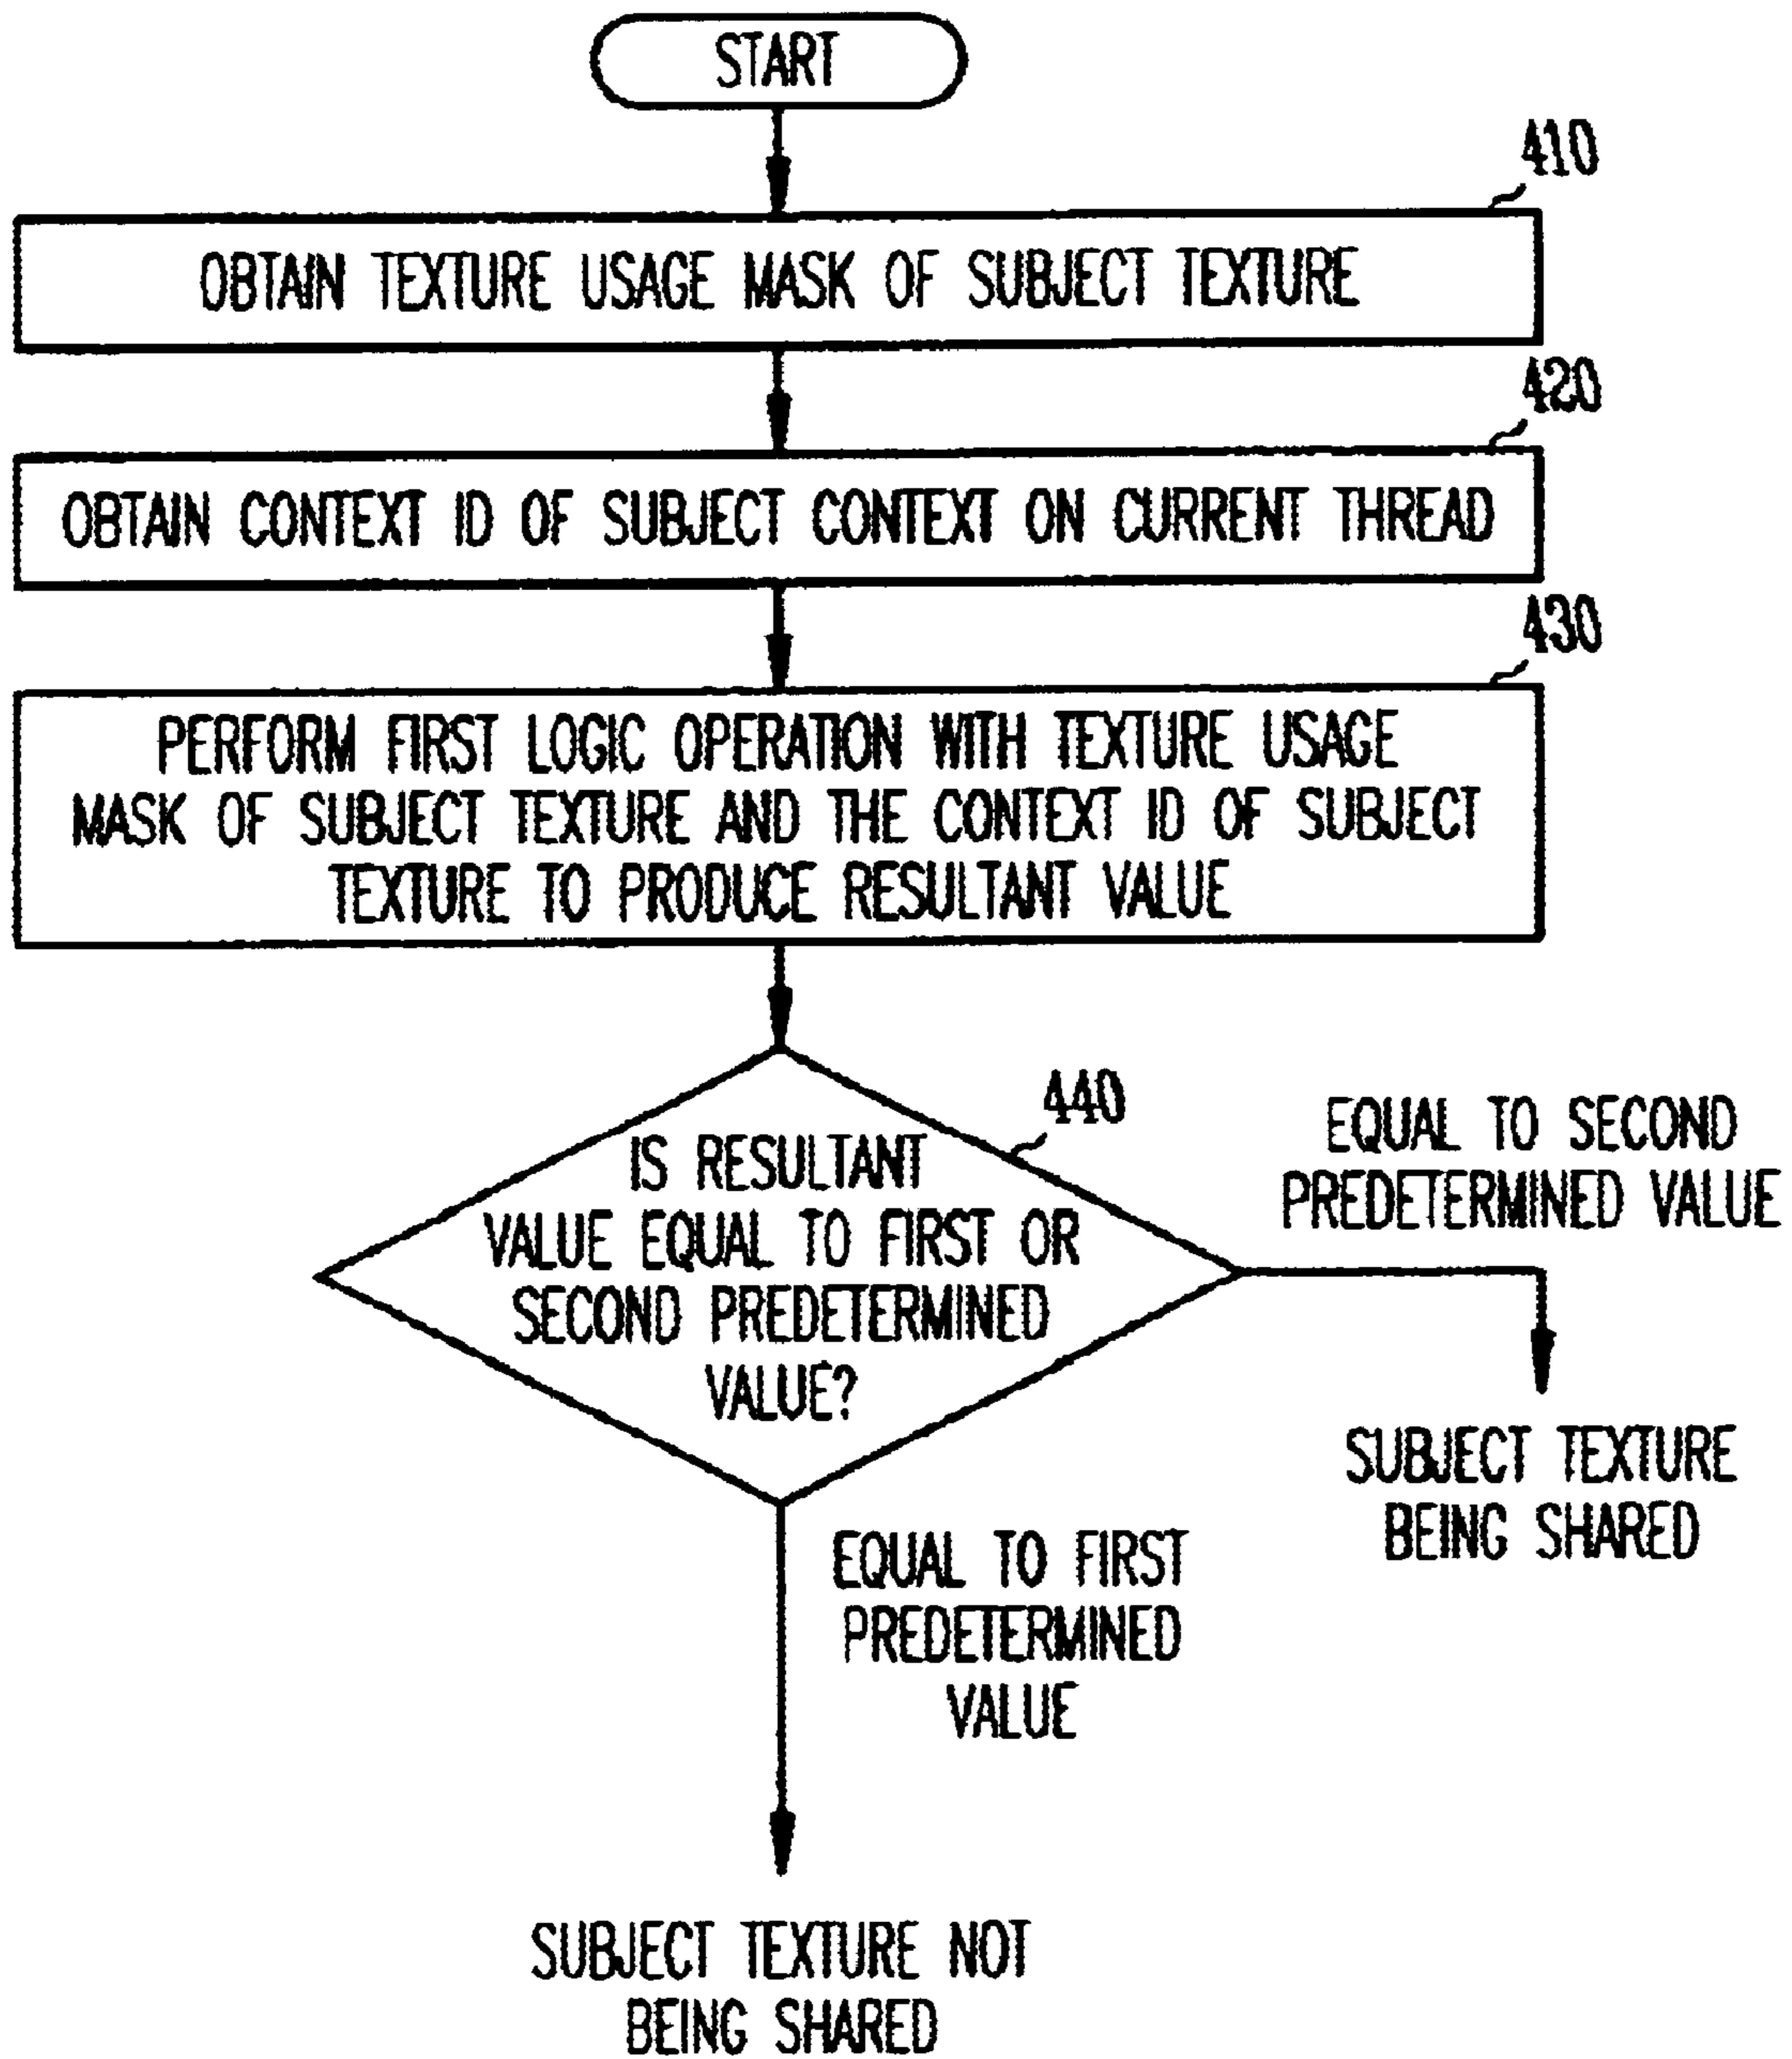 START
410
OBTAIN TEXTURE USAGE MASK OF SUBJECT TEXTURE
420
OBTAIN CONTEXT ID OF SUBJECT CONTEXT ON CURRENT THREAD
430
PERFORM FIRST LOGIC OPERATION WITH TEXTURE USAGE
MASK OF SUBJECT TEXTURE AND THE CONTEXT ID OF SUBJECT
TEXTURE TO PRODUCE RESULTANT VALUE
440
IS RESULTANT
VALUE EQUAL TO FIRST OR
SECOND PREDETERMINED
VALUE?
EQUAL TO SECOND
PREDETERMINED VALUE
SUBJECT TEXTURE
BEING SHARED
EQUAL TO FIRST
PREDETERMINED
VALUE
SUBJECT TEXTURE NOT
BEING SHARED